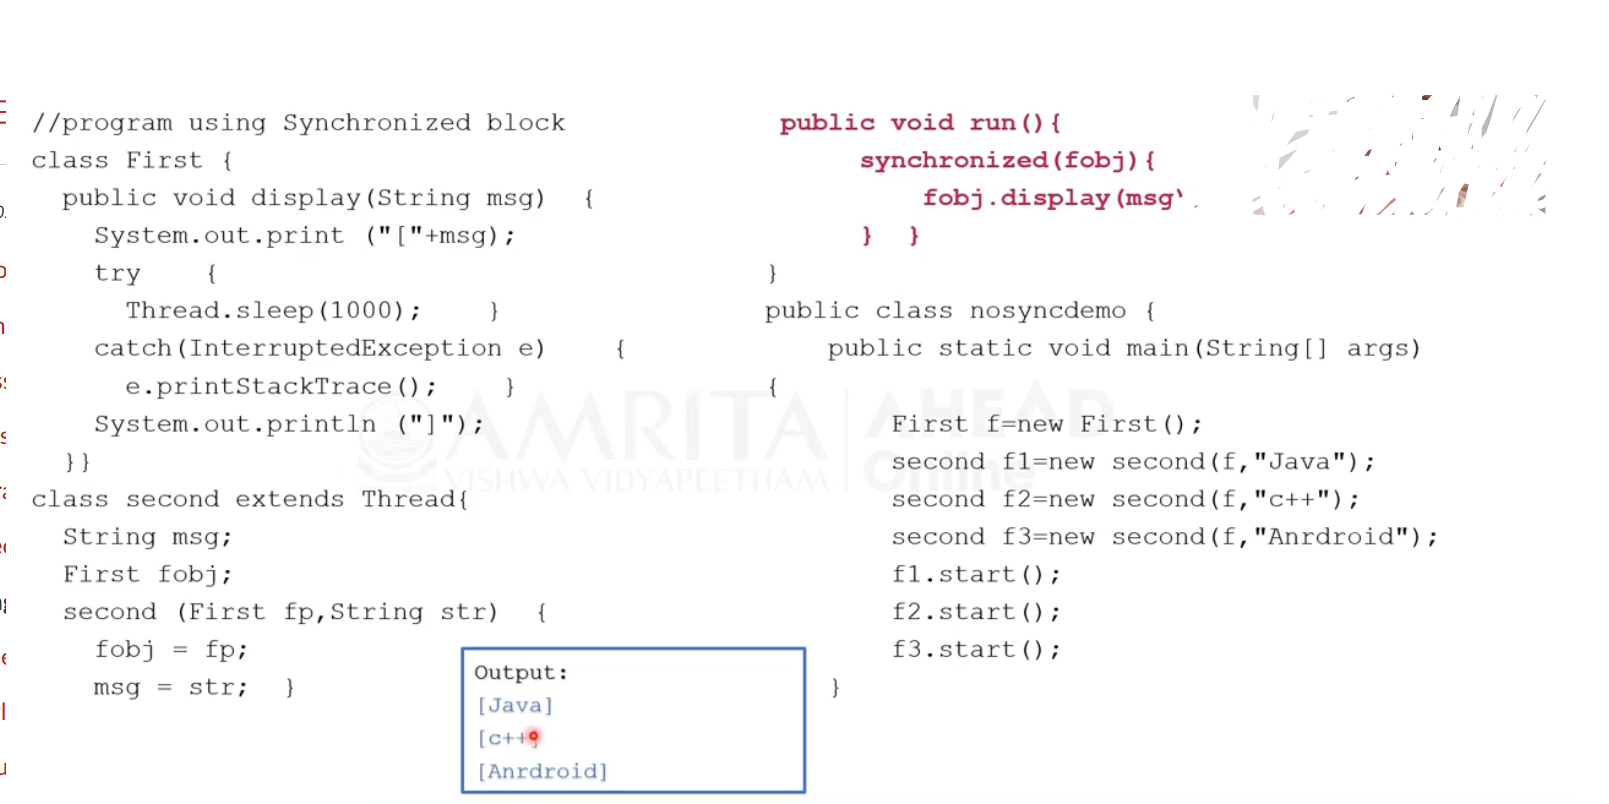 //program using Synchronized block
class First {
public void display(String msg) {
System.out.print ("["+msg);
try {
Thread.sleep(1000); }
catch(InterruptedException e) {
e.printStackTrace(); }
System.out.println ("]");
}}
class second extends Thread{
String msg;
First fobj;
second (First fp,String str) {
fobj = fp;
msg = str; }
public void run(){
synchronized(fobj){
fobj.display(msg
} }
}
public class nosyncdemo {
public static void main(String[] args)
{
First f=new First();
second f1=new second(f,"Java");
second f2=new second(f,"c++");
second f3=new second(f,"Anrdroid");
f1.start();
f2.start();
f3.start();
}
Output:
[Java]
[c++]
[Anrdroid]
AMRITA
VISHWA VIDYAPEETHAM
AHEAD
Online